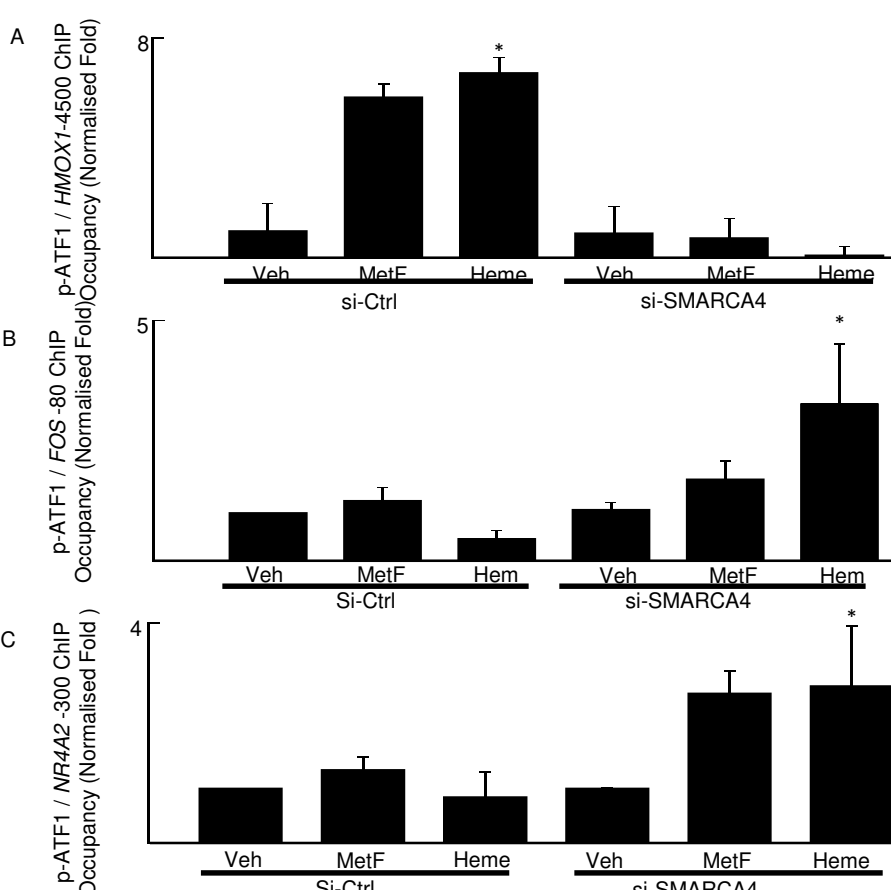 A
p-ATF1 / HMOX1-4500 ChIP
Occupancy (Normalised Fold)
8
*
Veh MetF Heme Veh MetF Heme
si-Ctrl si-SMARCA4
B
p-ATF1 / FOS -80 ChIP
Occupancy (Normalised Fold)
5
*
Veh MetF Hem Veh MetF Hem
Si-Ctrl si-SMARCA4
C
p-ATF1 / NR4A2 -300 ChIP
Occupancy (Normalised Fold )
4
*
Veh MetF Heme Veh MetF Heme
Si-Ctrl si-SMARCA4